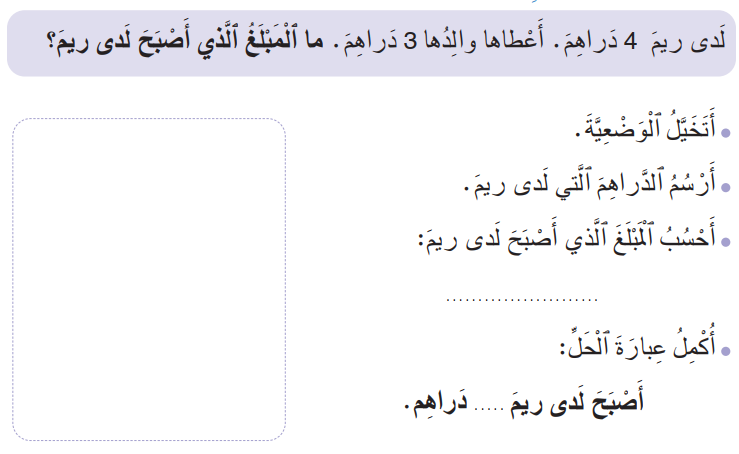 لَدى ريمَ 4 دَراهِمَ. أَعْطاها والِدُها 3 دَراهِمَ. ما ٱلْمَبْلَغُ ٱلَّذي أَصْبَحَ لَدى ريمَ؟
• أَتَخَيَّلُ ٱلْوَضْعِيَّةَ.
• أَرْسُمُ ٱلدَّراهِمَ ٱلَّتي لَدى ريمَ.
• أَحْسُبُ ٱلْمَبْلَغَ ٱلَّذي أَصْبَحَ لَدى ريمَ:
........................
• أُكْمِلُ عِبارَةَ ٱلْحَلِّ:
أَصْبَحَ لَدى ريمَ ..... دَراهِم.